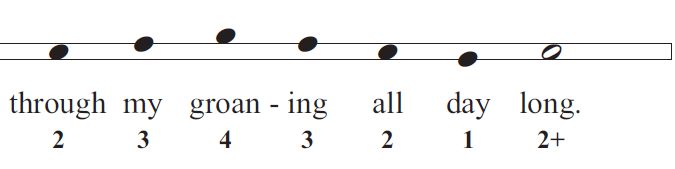 through my groan - ing all day long.
2 3 4 3 2 1 2+